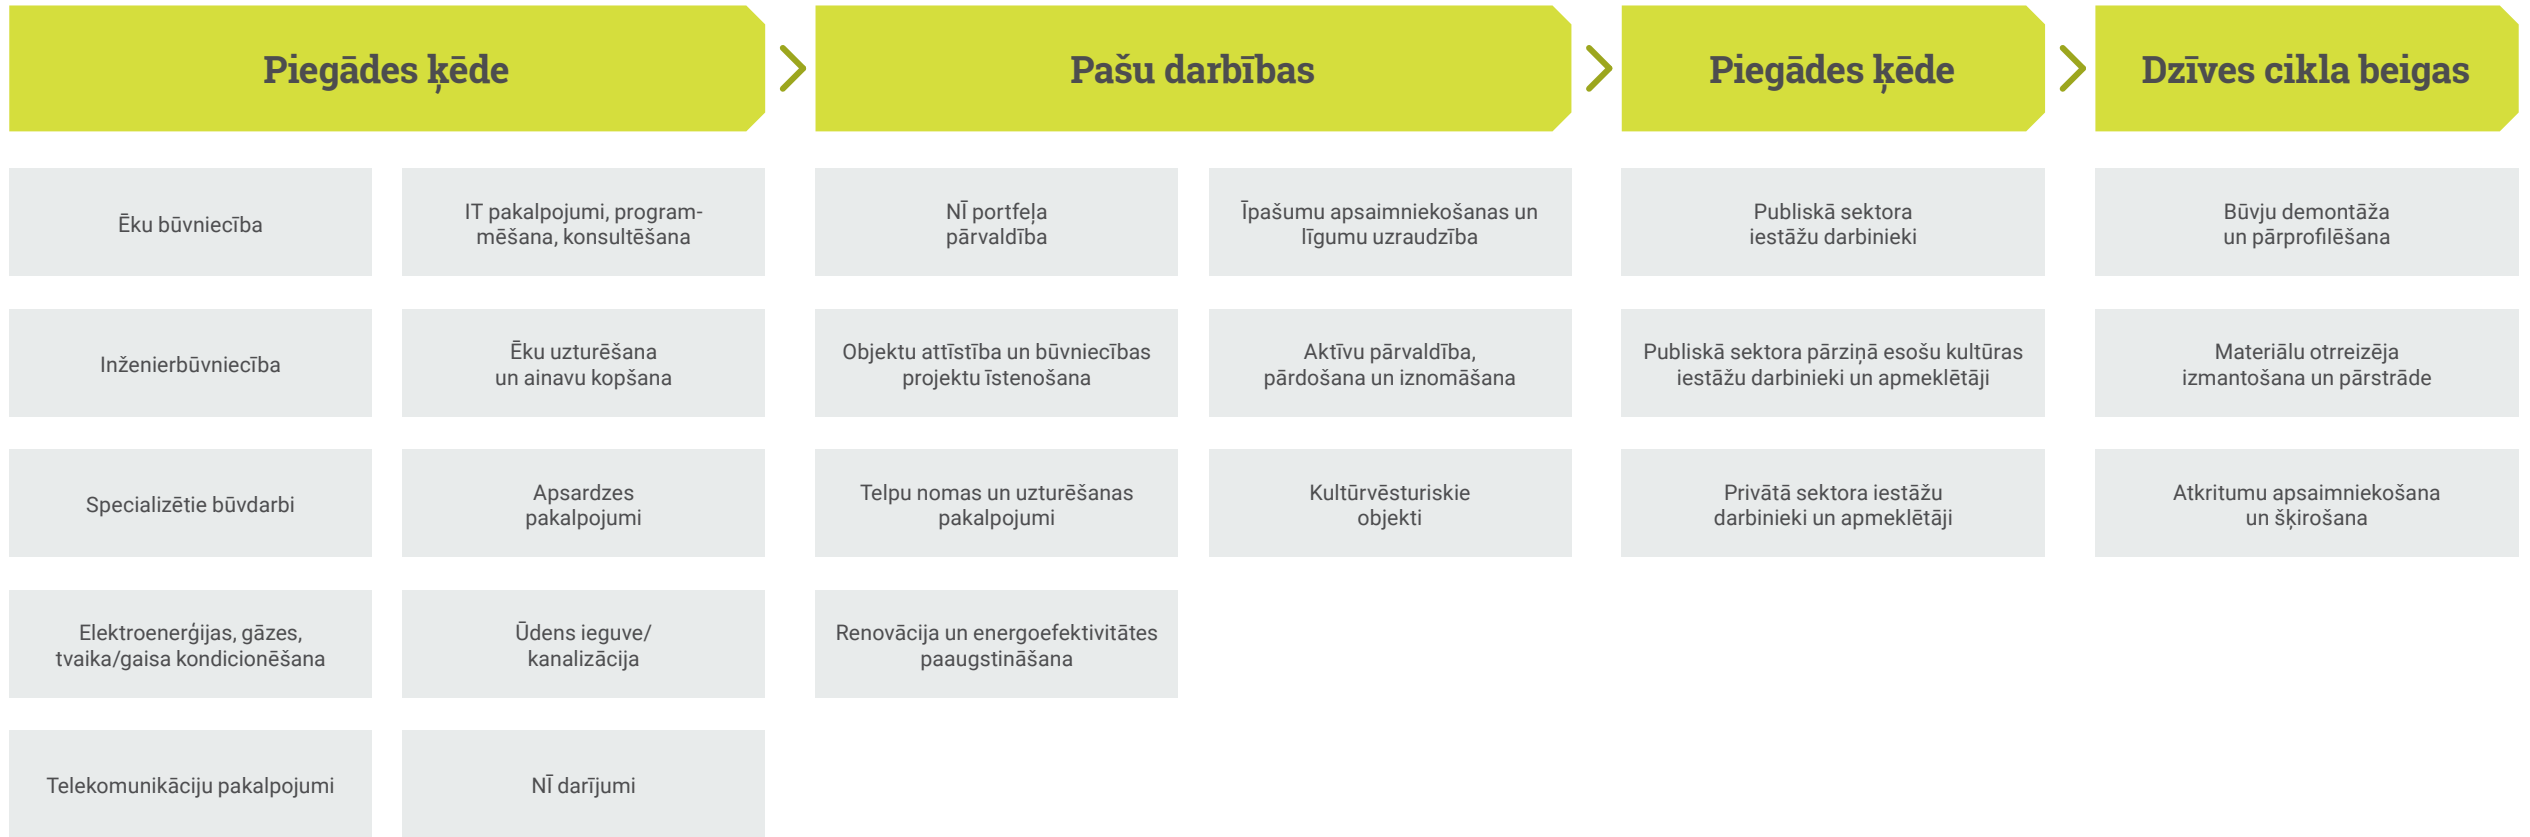 Piegādes ķēde
Pašu darbības
Piegādes ķēde
Dzīves cikla beigas
Ēku būvniecība
IT pakalpojumi, program-
mēšana, konsultēšana
NĪ portfeļa
pārvaldība
Īpašumu apsaimniekošanas un
līgumu uzraudzība
Publiskā sektora
iestāžu darbinieki
Būvju demontāža
un pārprofilēšana
Inženierbūvniecība
Ēku uzturēšana
un ainavu kopšana
Objektu attīstība un būvniecības
projektu īstenošana
Aktīvu pārvaldība,
pārdošana un iznomāšana
Publiskā sektora pārziņā esošu kultūras
iestāžu darbinieki un apmeklētāji
Materiālu otrreizēja
izmantošana un pārstrāde
Specializētie būvdarbi
Apsardzes
pakalpojumi
Telpu nomas un uzturēšanas
pakalpojumi
Kultūrvēsturiskie
objekti
Privātā sektora iestāžu
darbinieki un apmeklētāji
Atkritumu apsaimniekošana
un šķirošana
Elektroenerģijas, gāzes,
tvaika/gaisa kondicionēšana
Ūdens ieguve/
kanalizācija
Renovācija un energoefektivitātes
paaugstināšana
Telekomunikāciju pakalpojumi
NĪ darījumi